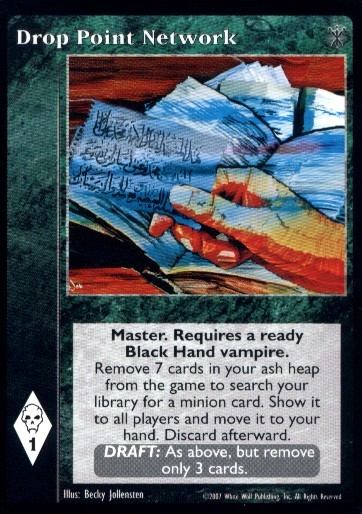 Drop Point Network
Master. Requires a ready
Black Hand vampire.
Remove 7 cards in your ash heap
from the game to search your
library for a minion card. Show it
to all players and move it to your
hand. Discard afterward.
DRAFT: As above, but remove
only 3 cards.
1
Illus: Becky Jollensten
©2007 White Wolf Publishing, Inc. All Rights Reserved.